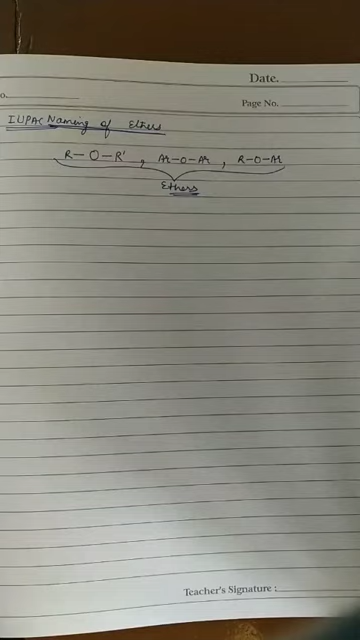 Date.
o.
Page No.
IUPAC Naming of Ethers
R-O-R' , Ar-O-Ar , R-O-Ar
Ethers
Teacher's Signature :